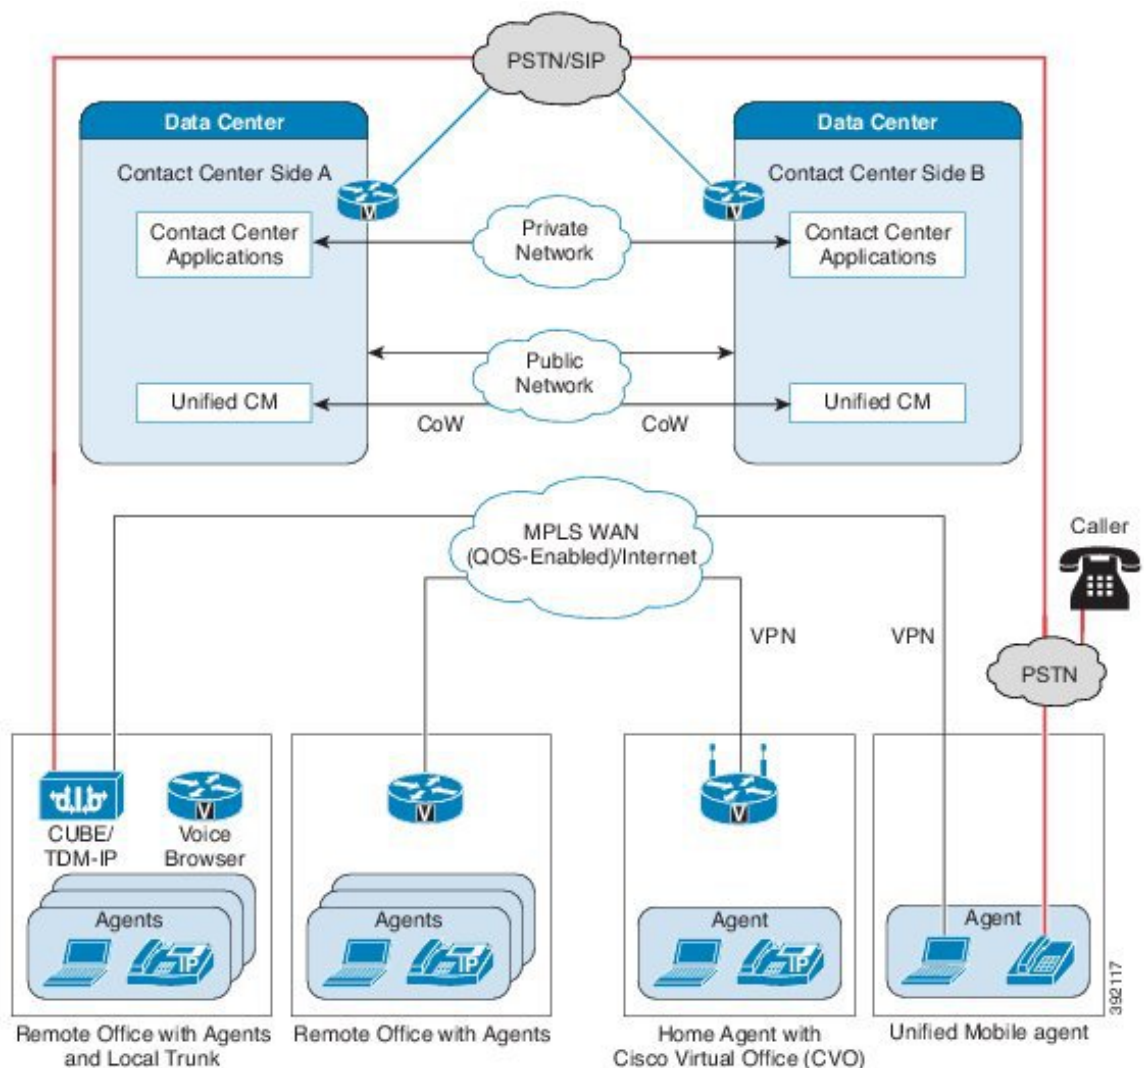 PSTN/SIP
Data Center
Data Center
Contact Center Side A
Contact Center Side B
V
V
Contact Center
Applications
Private
Network
Contact Center
Applications
Public
Network
Unified CM
Unified CM
CoW
CoW
MPLS WAN
(QOS-Enabled)/Internet
Caller
VPN
VPN
PSTN
CUBE/
TDM-IP
V
Voice
Browser
V
V
Agents
IP
Agents
IP
Agent
IP
Agent
392117
Remote Office with Agents
and Local Trunk
Remote Office with Agents
Home Agent with
Cisco Virtual Office (CVO)
Unified Mobile agent